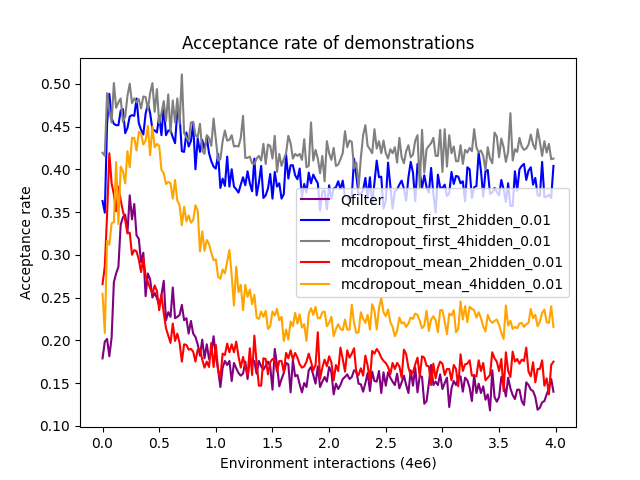 Acceptance rate of demonstrations
Acceptance rate
0.50
0.45
0.40
0.35
0.30
0.25
0.20
0.15
0.10
Qfilter
mcdropout_first_2hidden_0.01
mcdropout_first_4hidden_0.01
mcdropout_mean_2hidden_0.01
mcdropout_mean_4hidden_0.01
0.0 0.5 1.0 1.5 2.0 2.5 3.0 3.5 4.0
Environment interactions (4e6)